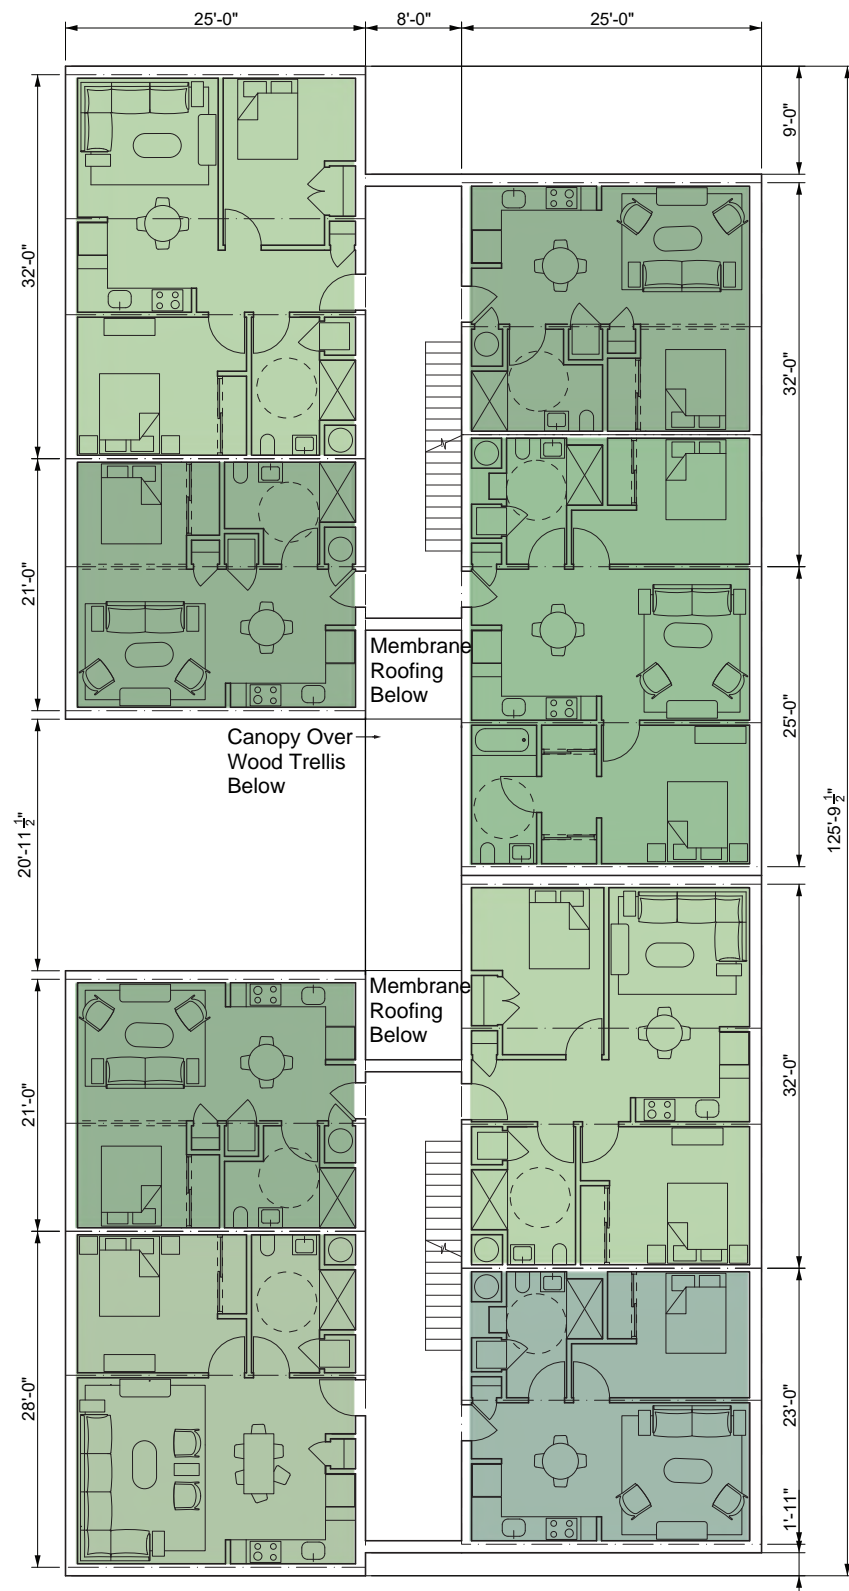 25'-0"
8'-0"
25'-0"
9'-0"
32'-0"
32'-0"
21'-0"
Membrane
Roofing
Below
Canopy Over
Wood Trellis
Below
25'-0"
20'-11 1/2"
125'-9 1/2"
Membrane
Roofing
Below
32'-0"
21'-0"
28'-0"
23'-0"
1'-11"